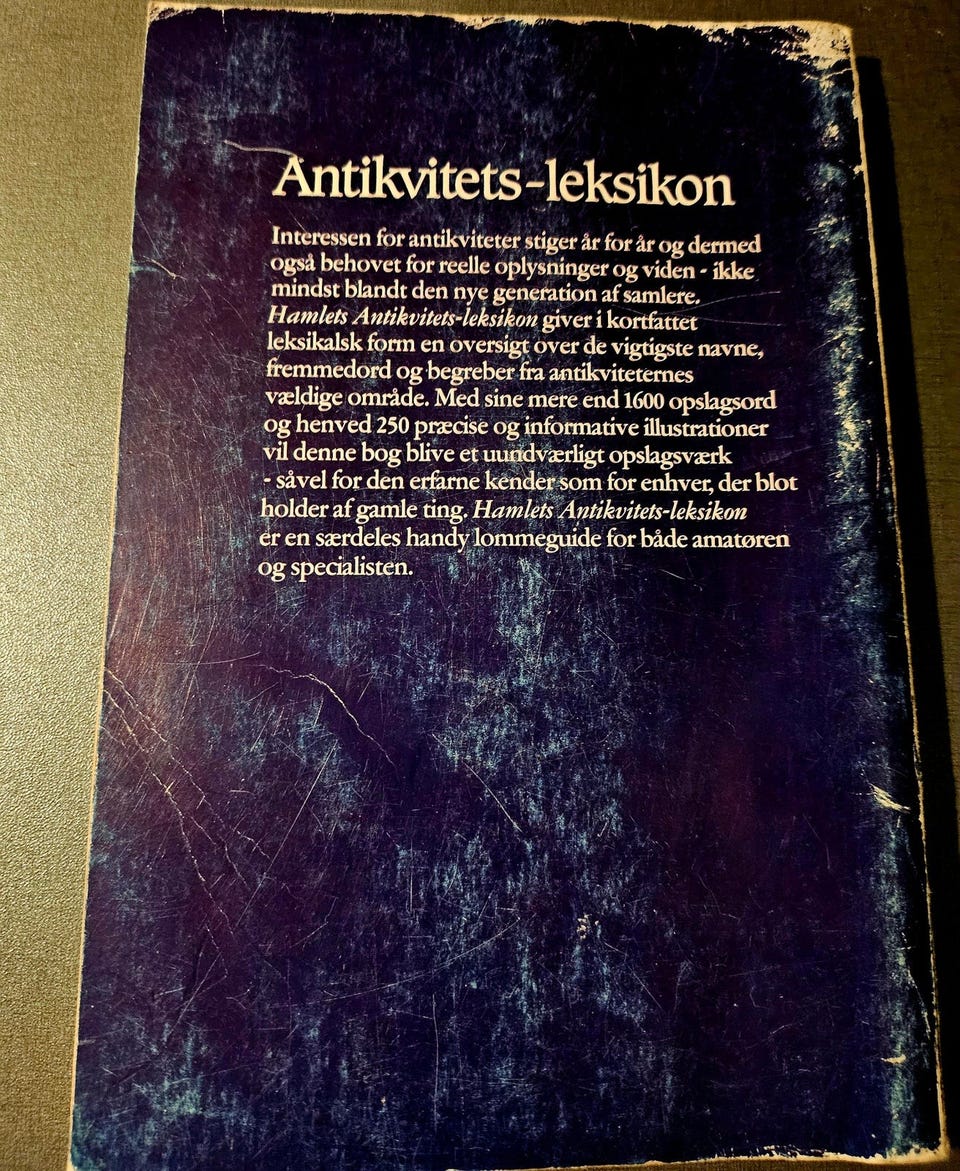 Antikvitets-leksikon
Interessen for antikviteter stiger år for år og dermed
også behovet for reelle oplysninger og viden - ikke
mindst blandt den nye generation af samlere.
Hamlets Antikvitets-leksikon giver i kortfattet
leksikalsk form en oversigt over de vigtigste navne,
fremmedord og begreber fra antikviteternes
vældige område. Med sine mere end 1600 opslagsord
og henved 250 præcise og informative illustrationer
vil denne bog blive et uundværligt opslagsværk
- såvel for den erfarne kender som for enhver, der blot
holder af gamle ting. Hamlets Antikvitets-leksikon
er en særdeles handy lommeguide for både amatøren
og specialisten.